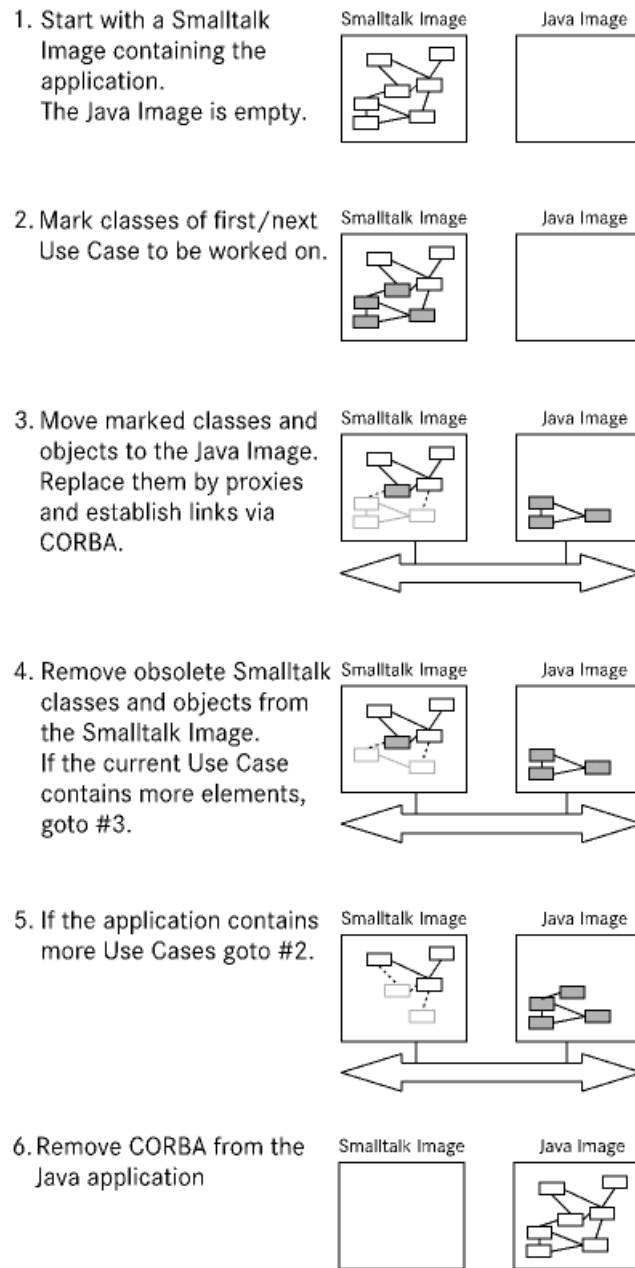 1. Start with a Smalltalk
Image containing the
application.
The Java Image is empty.
Smalltalk Image
Java Image
2. Mark classes of first/next
Use Case to be worked on.
Smalltalk Image
Java Image
3. Move marked classes and
objects to the Java Image.
Replace them by proxies
and establish links via
CORBA.
Smalltalk Image
Java Image
4. Remove obsolete Smalltalk
classes and objects from
the Smalltalk Image.
If the current Use Case
contains more elements,
goto #3.
Smalltalk Image
Java Image
5. If the application contains
more Use Cases goto #2.
Smalltalk Image
Java Image
6. Remove CORBA from the
Java application
Smalltalk Image
Java Image